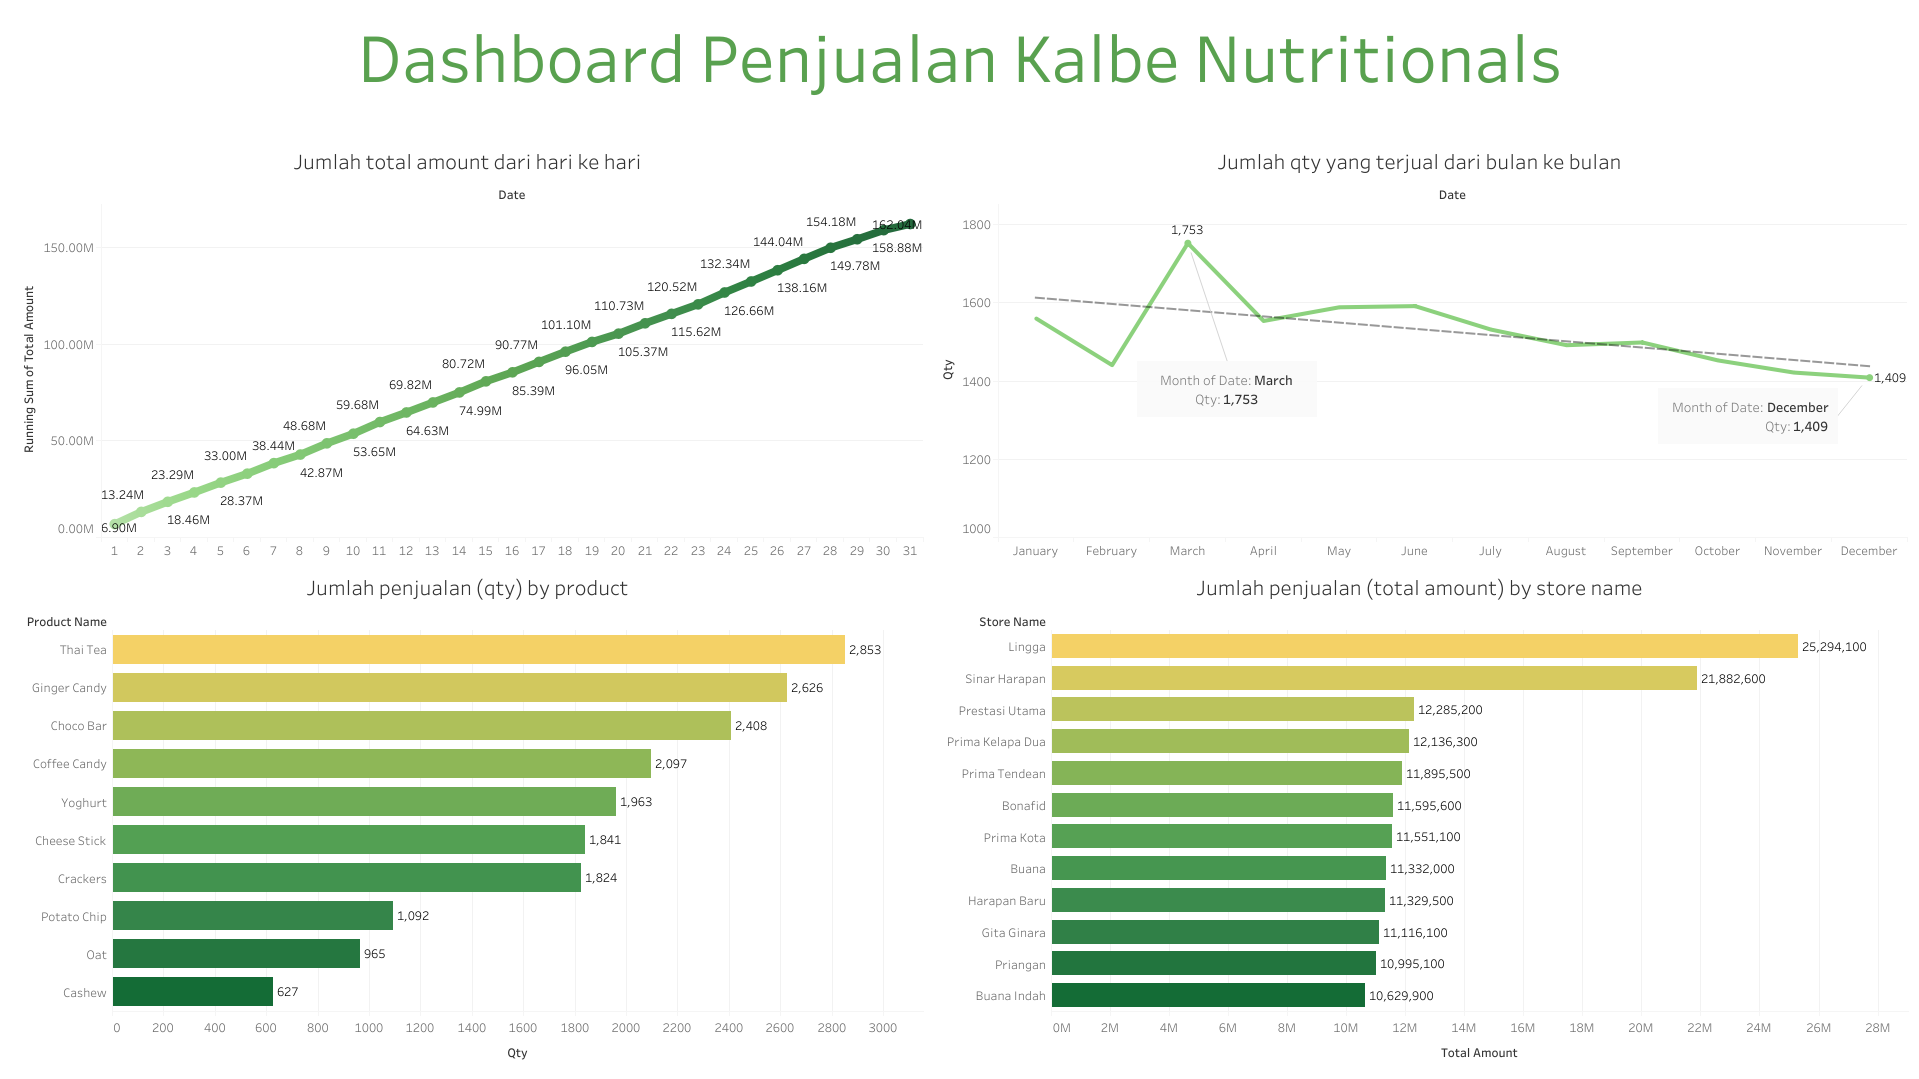 Dashboard Penjualan Kalbe Nutritionals
Jumlah total amount dari hari ke hari
Date
Running Sum of Total Amount
150.00M
100.00M
50.00M
0.00M
6.90M
13.24M
18.46M
23.29M
28.37M
33.00M
38.44M
42.87M
48.68M
53.65M
59.68M
64.63M
69.82M
74.99M
80.72M
85.39M
90.77M
96.05M
101.10M
105.37M
110.73M
115.62M
120.52M
126.66M
132.34M
138.16M
144.04M
149.78M
154.18M
158.88M
162.04M
1 2 3 4 5 6 7 8 9 10 11 12 13 14 15 16 17 18 19 20 21 22 23 24 25 26 27 28 29 30 31
Jumlah qty yang terjual dari bulan ke bulan
Date
Qty
1800
1600
1400
1200
1000
1,753
Month of Date: March
Qty: 1,753
1,409
Month of Date: December
Qty: 1,409
January February March April May June July August September October November December
Jumlah penjualan (qty) by product
Product Name
Thai Tea 2,853
Ginger Candy 2,626
Choco Bar 2,408
Coffee Candy 2,097
Yoghurt 1,963
Cheese Stick 1,841
Crackers 1,824
Potato Chip 1,092
Oat 965
Cashew 627
0 200 400 600 800 1000 1200 1400 1600 1800 2000 2200 2400 2600 2800 3000
Qty
Jumlah penjualan (total amount) by store name
Store Name
Lingga 25,294,100
Sinar Harapan 21,882,600
Prestasi Utama 12,285,200
Prima Kelapa Dua 12,136,300
Prima Tendean 11,895,500
Bonafid 11,595,600
Prima Kota 11,551,100
Buana 11,332,000
Harapan Baru 11,329,500
Gita Ginara 11,116,100
Priangan 10,995,100
Buana Indah 10,629,900
0M 2M 4M 6M 8M 10M 12M 14M 16M 18M 20M 22M 24M 26M 28M
Total Amount